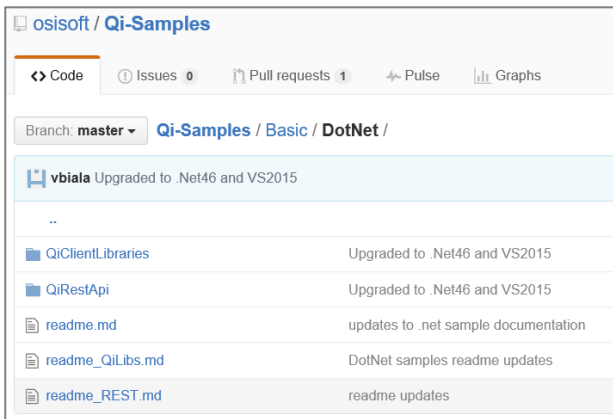 osisoft / Qi-Samples
<> Code Issues 0 Pull requests 1 Pulse Graphs
Branch: master Qi-Samples / Basic / DotNet /
vbiala Upgraded to .Net46 and VS2015
..
QiClientLibraries Upgraded to .Net46 and VS2015
QiRestApi Upgraded to .Net46 and VS2015
readme.md updates to .net sample documentation
readme_QiLibs.md DotNet samples readme updates
readme_REST.md readme updates